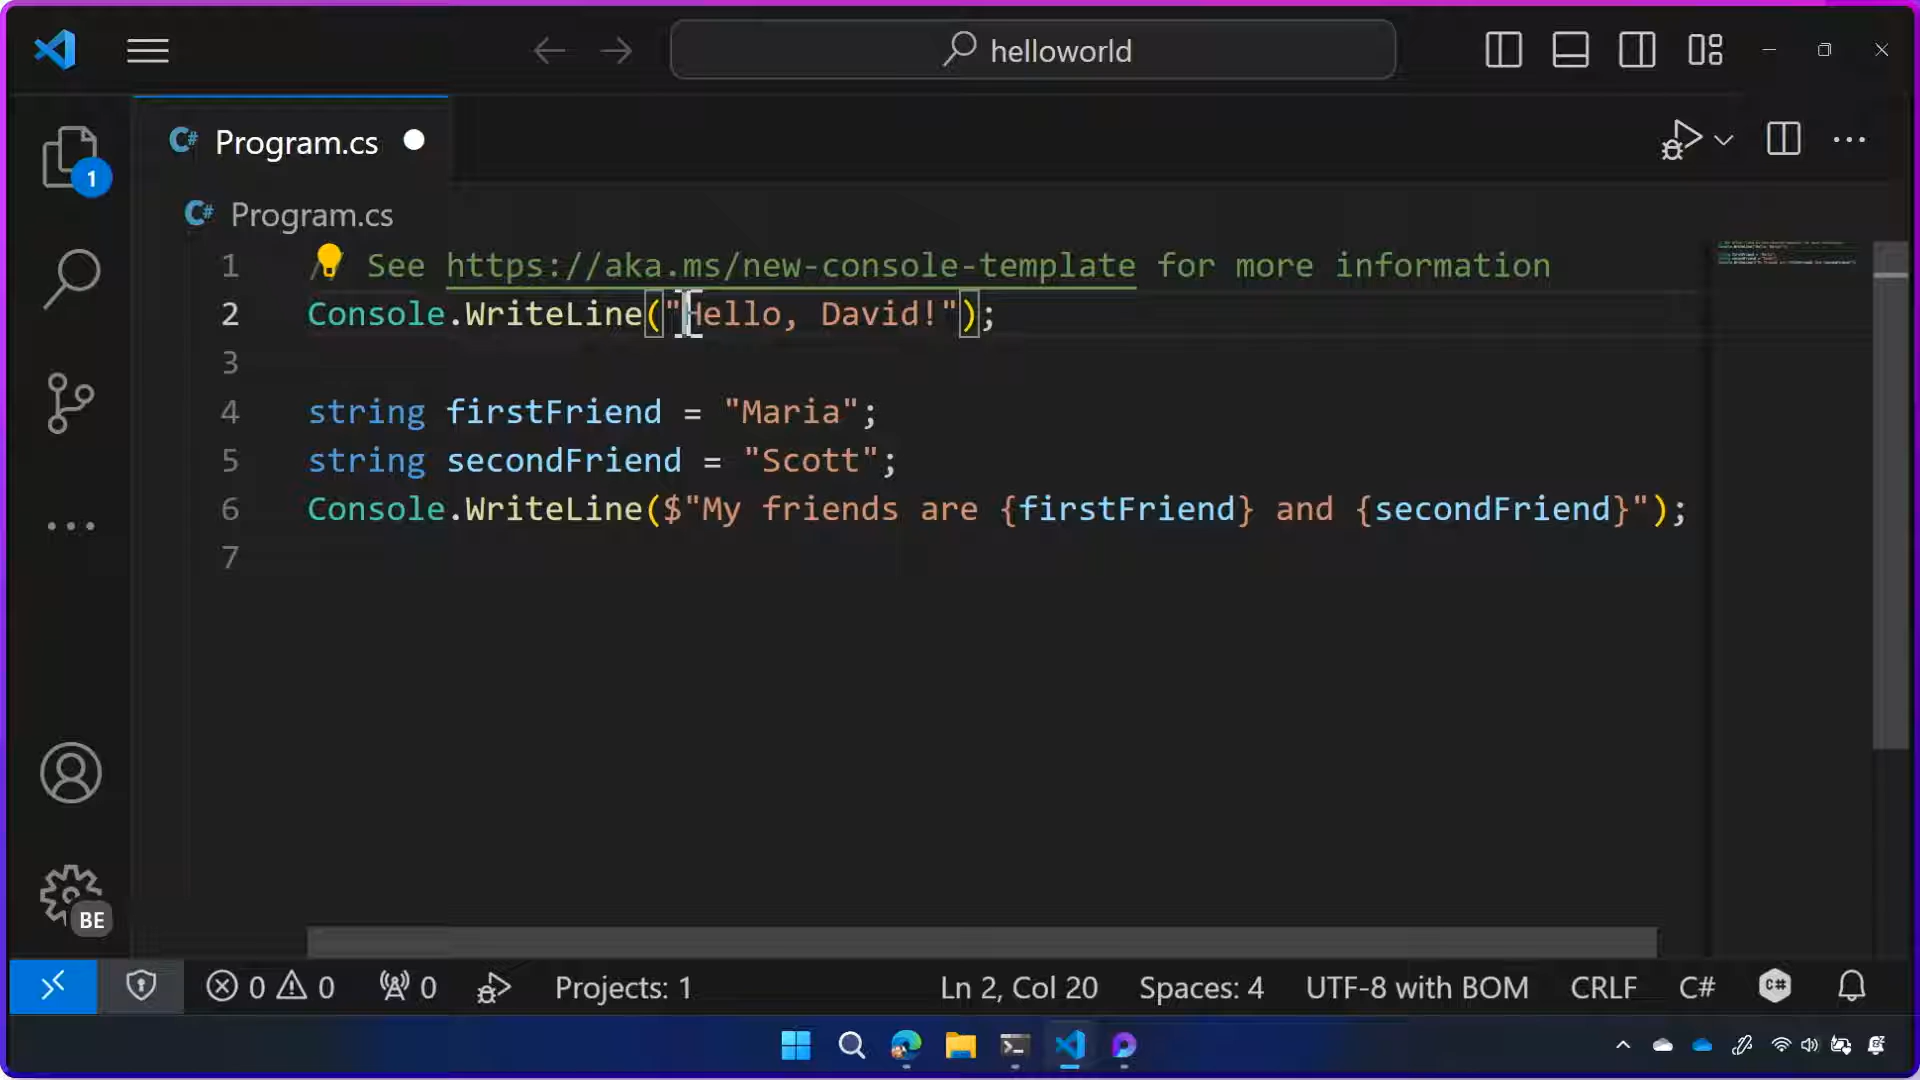 helloworld
C# Program.cs
1
C# Program.cs
1 // See https://aka.ms/new-console-template for more information
2 Console.WriteLine("Hello, David!");
3
4 string firstFriend = "Maria";
5 string secondFriend = "Scott";
6 Console.WriteLine($"My friends are {firstFriend} and {secondFriend}");
7
BE
0 0 0 Projects: 1 Ln 2, Col 20 Spaces: 4 UTF-8 with BOM CRLF C# C#